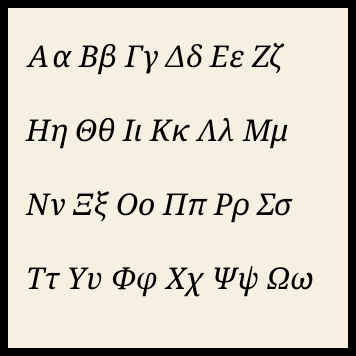 Αα Ββ Γγ Δδ Εε Ζζ
Ηη Θθ Ιι Κκ Λλ Μμ
Νν Ξξ Οο Ππ Ρρ Σσ
Ττ Υυ Φφ Χχ Ψψ Ωω